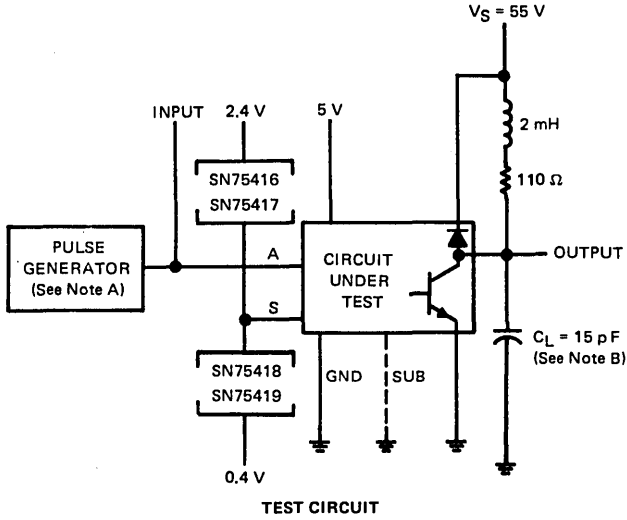 VS = 55 V
INPUT
2.4 V
5 V
2 mH
SN75416
SN75417
110 Ω
PULSE
GENERATOR
(See Note A)
A
CIRCUIT
UNDER
TEST
OUTPUT
S
CL = 15 pF
(See Note B)
SN75418
SN75419
GND
SUB
0.4 V
TEST CIRCUIT